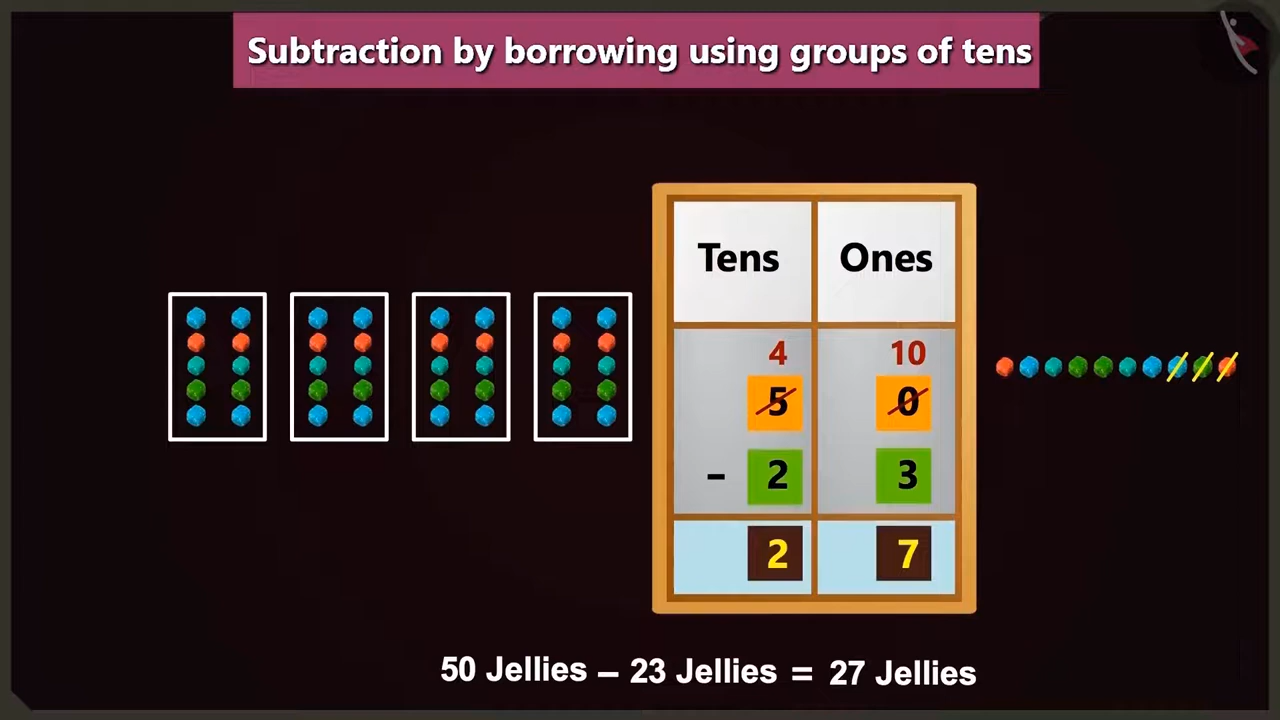 Subtraction by borrowing using groups of tens
Tens Ones
4 10
5 0
- 2 3
2 7
50 Jellies – 23 Jellies = 27 Jellies